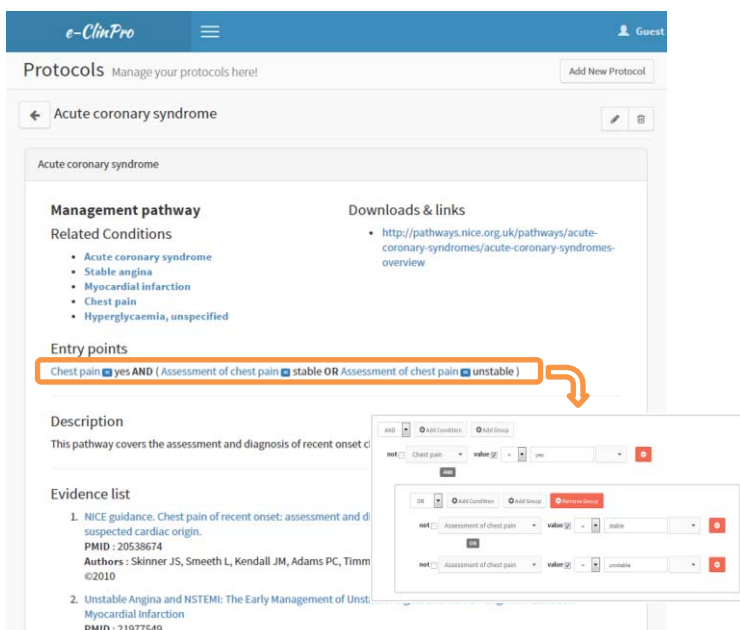 e-ClinPro
Guest
Protocols Manage your protocols here!
Add New Protocol
Acute coronary syndrome
Acute coronary syndrome
Management pathway
Related Conditions
Acute coronary syndrome
Stable angina
Myocardial infarction
Chest pain
Hyperglycaemia, unspecified
Downloads & links
http://pathways.nice.org.uk/pathways/acute-
coronary-syndromes/acute-coronary-syndromes-
overview
Entry points
Chest pain = yes AND ( Assessment of chest pain = stable OR Assessment of chest pain = unstable )
Description
This pathway covers the assessment and diagnosis of recent onset c
Evidence list
1. NICE guidance. Chest pain of recent onset: assessment and d
suspected cardiac origin.
PMID : 20538674
Authors : Skinner JS, Smeeth L, Kendall JM, Adams PC, Timm
©2010
2. Unstable Angina and NSTEMI: The Early Management of Unst
Myocardial Infarction
PMID : 21977549
AND Add Condition Add Group
not Chest pain value = yes
AND
OR Add Condition Add Group Remove Group
not Assessment of chest pain value = stable
OR
not Assessment of chest pain value = unstable